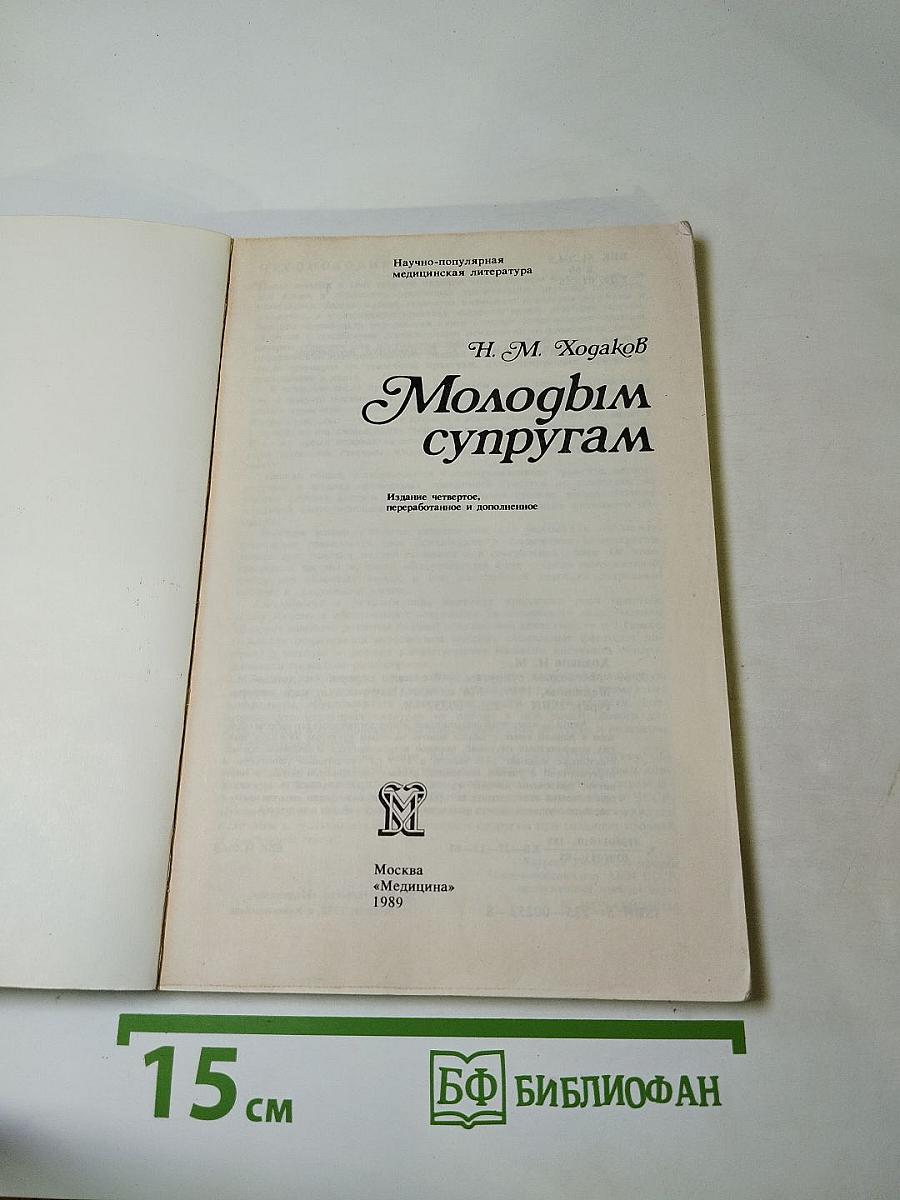 Научно-популярная
медицинская литература
Н. М. Ходаков
Молодым
супругам
Издание четвертое,
переработанное и дополненное
М
Москва
«Медицина»
1989
15 см
БФ БИБЛИОФАН